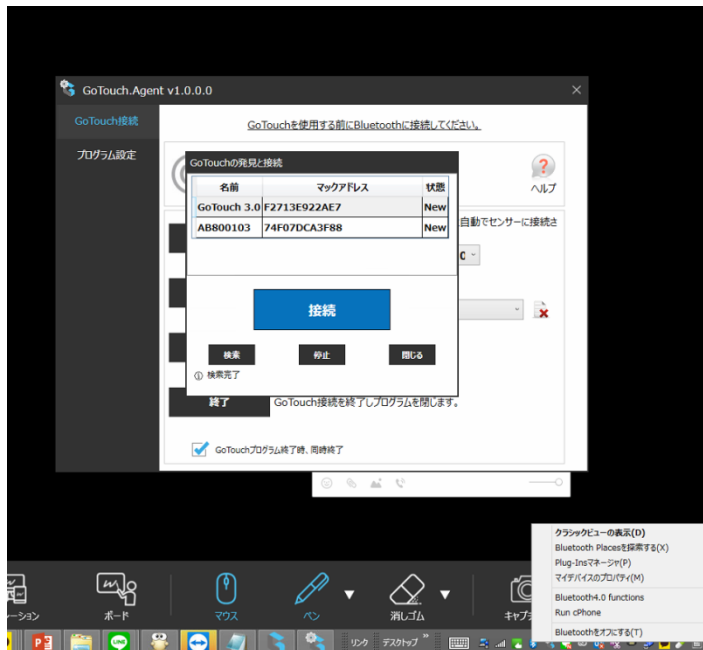 GoTouch.Agent v1.0.0.0
GoTouch接続
プログラム設定
GoTouchを使用する前にBluetoothに接続してください。
ヘルプ
GoTouchの発見と接続
名前 マックアドレス 状態
GoTouch 3.0 F2713E922AE7 New
AB800103 74F07DCA3F88 New
自動でセンサーに接続さ
接続
検索 停止 閉じる
検索完了
終了 GoTouch接続を終了しプログラムを閉じます。
GoTouchプログラム終了時、同時終了
クラシックビューの表示(D)
Bluetooth Placesを探索する(X)
Plug-Insマネージャ(P)
マイデバイスのプロパティ(M)
Bluetooth4.0 functions
Run cPhone
Bluetoothをオフにする(T)
ーション ボード マウス ペン 消しゴム キャプ
リンク デスクトップ